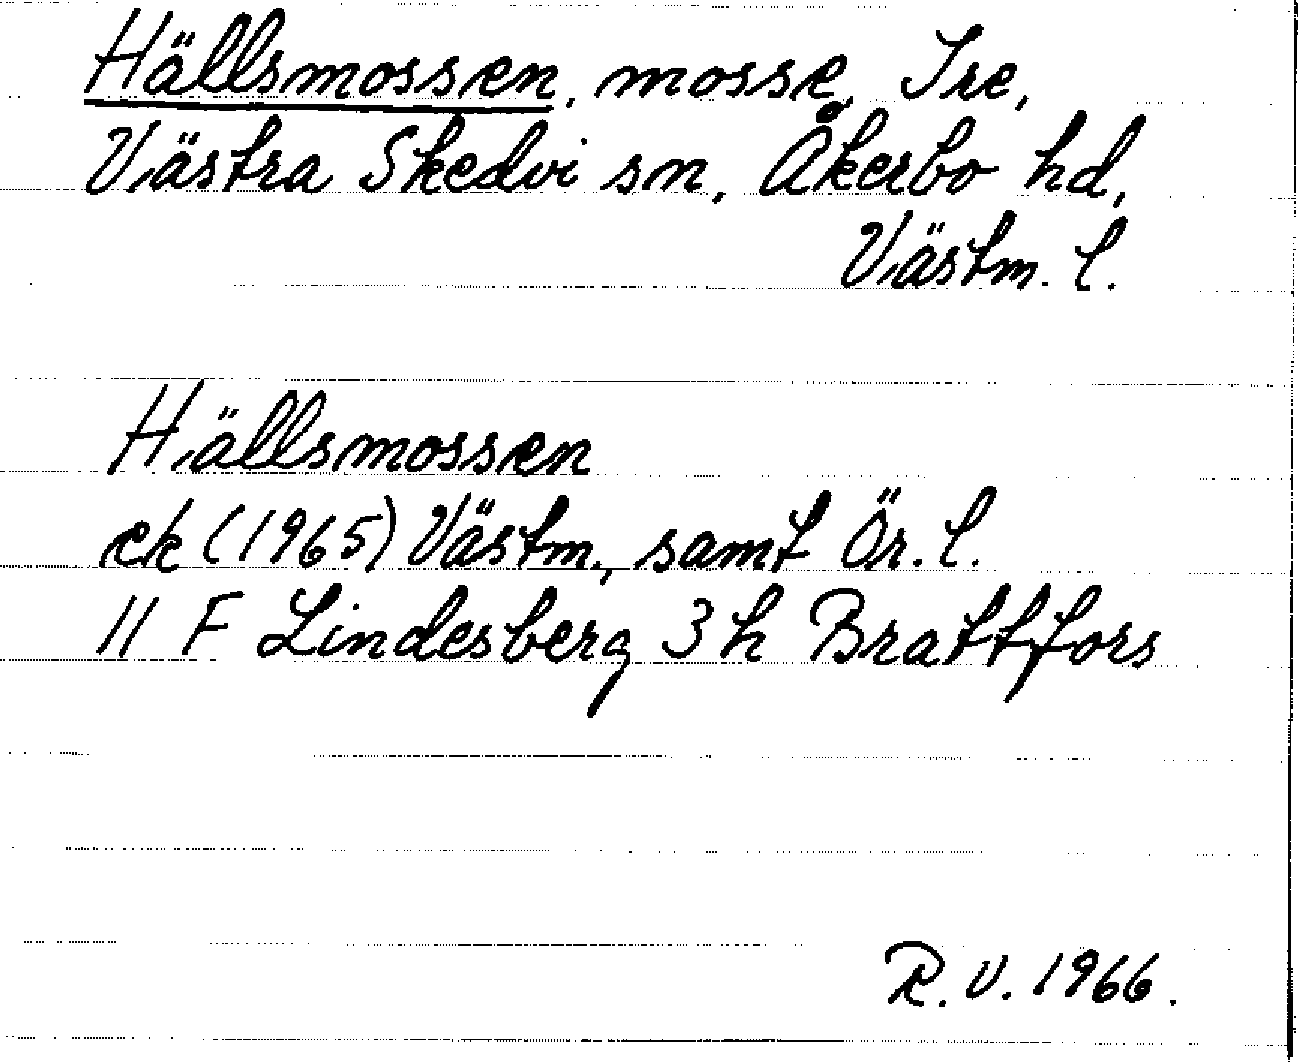 Hällsmossen, mosse, Tre,
Västra Skedvi sn, Åkerbo hd,
Västm. l.
Hällsmossen
ek (1965) Västm., samt Ör. l.
11 F Lindesberg 3 h Brattfors
R.V. 1966.